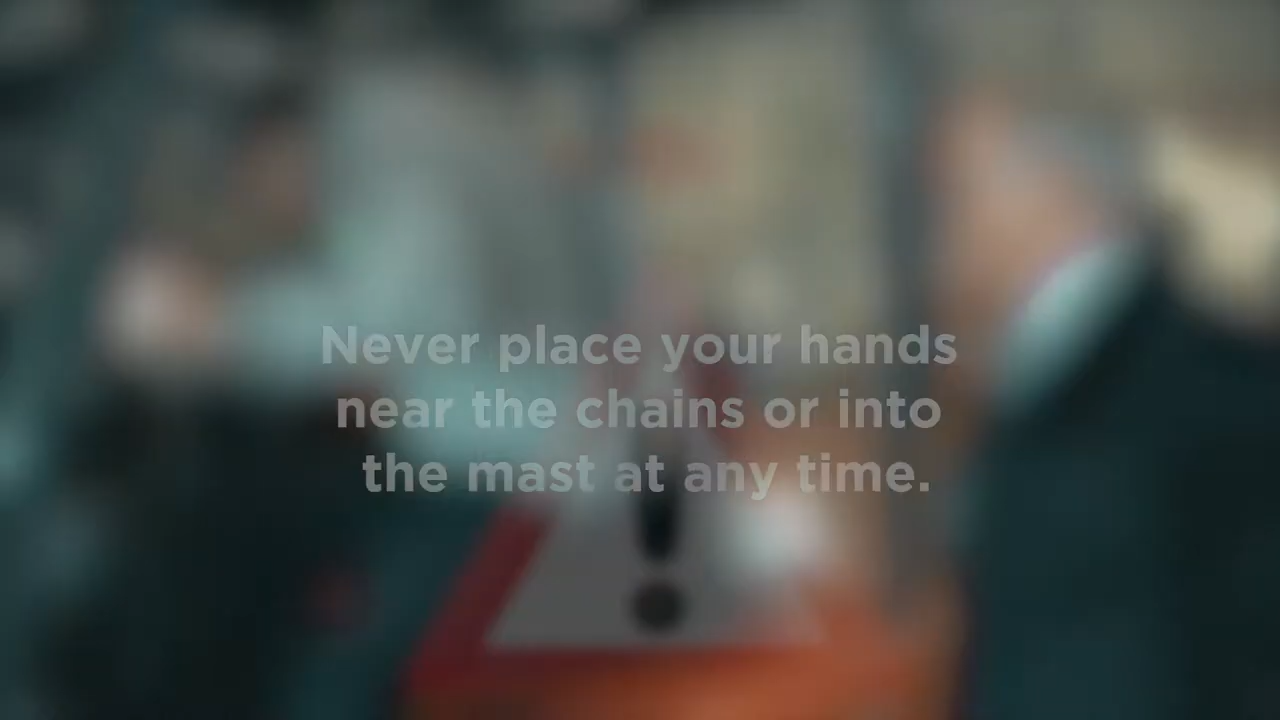 Never place your hands
near the chains or into
the mast at any time.